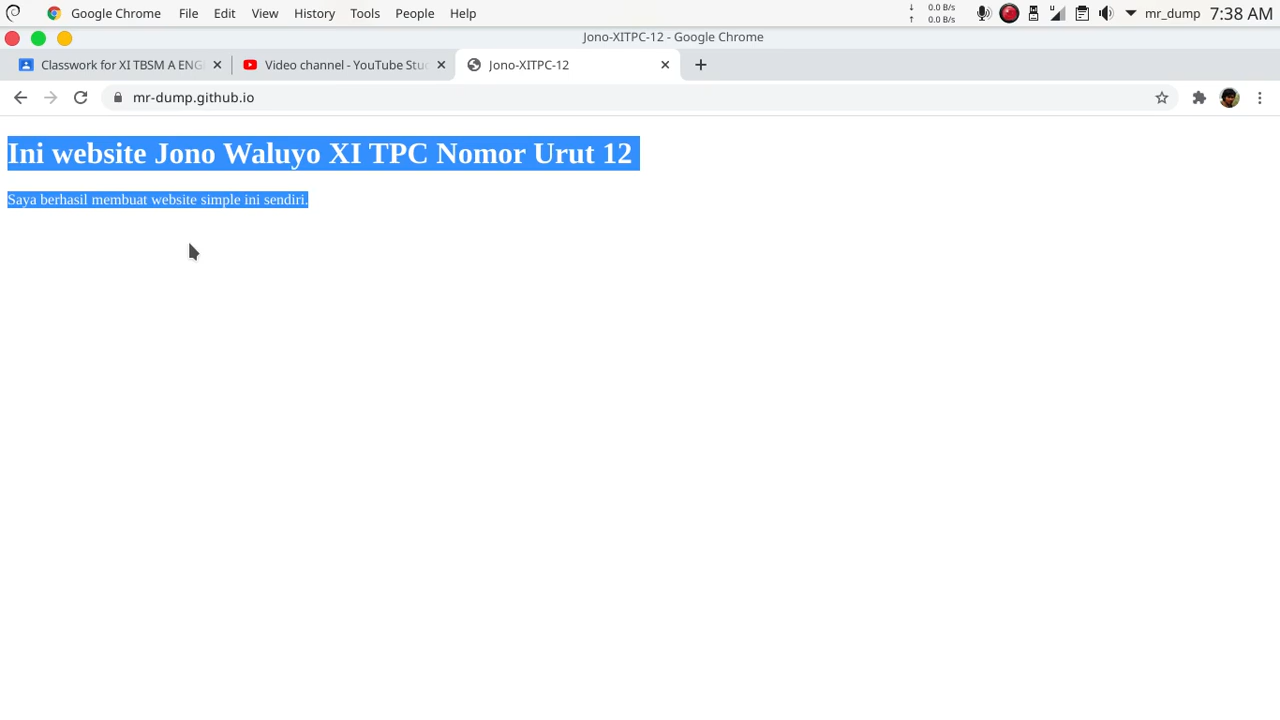 Google Chrome File Edit View History Tools People Help ↓ 0.0 B/s ↑ 0.0 B/s mr_dump 7:38 AM
Jono-XITPC-12 - Google Chrome
Classwork for XI TBSM A ENG Video channel - YouTube Stu Jono-XITPC-12
mr-dump.github.io
Ini website Jono Waluyo XI TPC Nomor Urut 12
Saya berhasil membuat website simple ini sendiri.